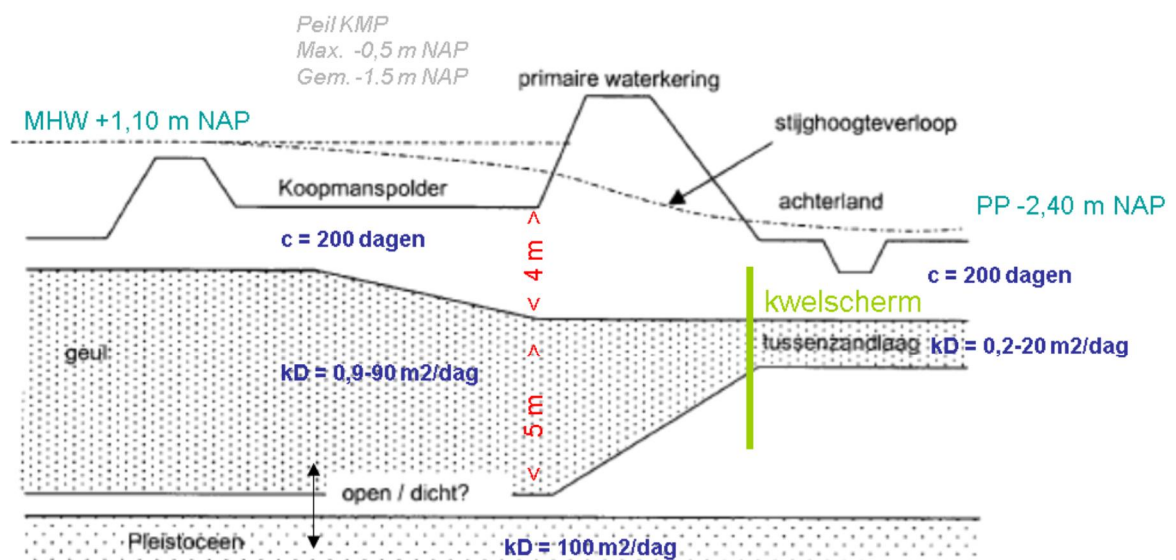 Peil KMP
Max. -0,5 m NAP
Gem. -1.5 m NAP
primaire waterkering
MHW +1,10 m NAP
stijghoogteverloop
Koopmanspolder
achterland
PP -2,40 m NAP
c = 200 dagen
< 4 m >
c = 200 dagen
kwelscherm
geul
kD = 0,9-90 m2/dag
< 5 m >
tussenzandlaag
kD = 0,2-20 m2/dag
open / dicht?
Pleistoceen
kD = 100 m2/dag